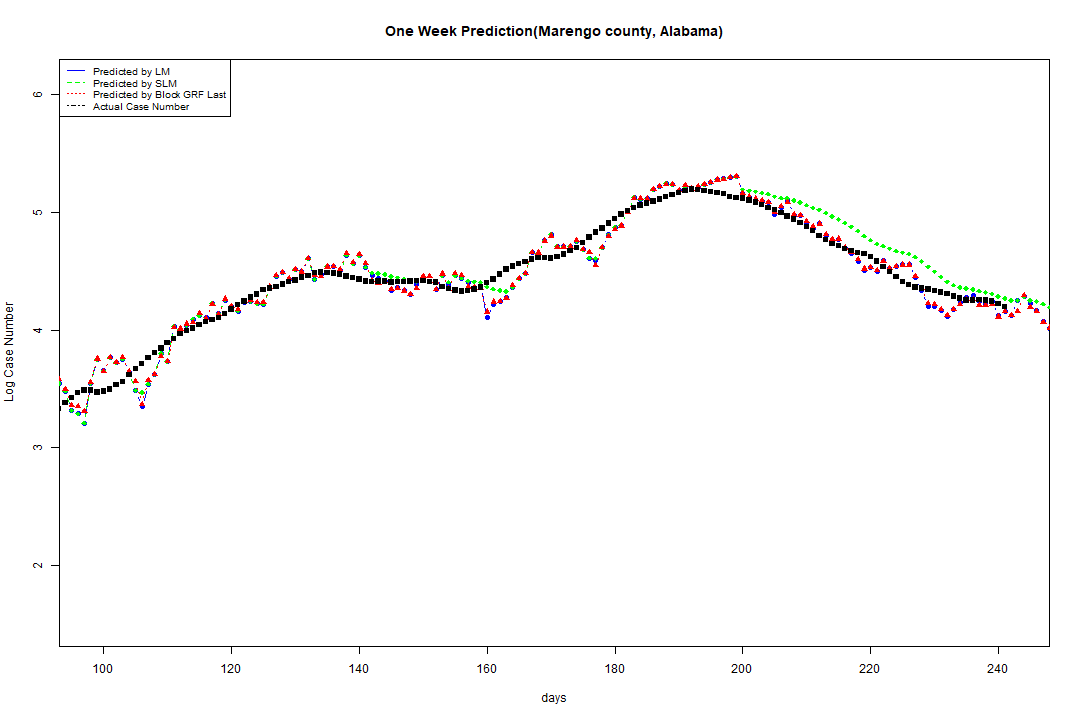 One Week Prediction(Marengo county, Alabama)
Predicted by LM
Predicted by SLM
Predicted by Block GRF Last
Actual Case Number
6
5
4
3
2
Log Case Number
100 120 140 160 180 200 220 240
days